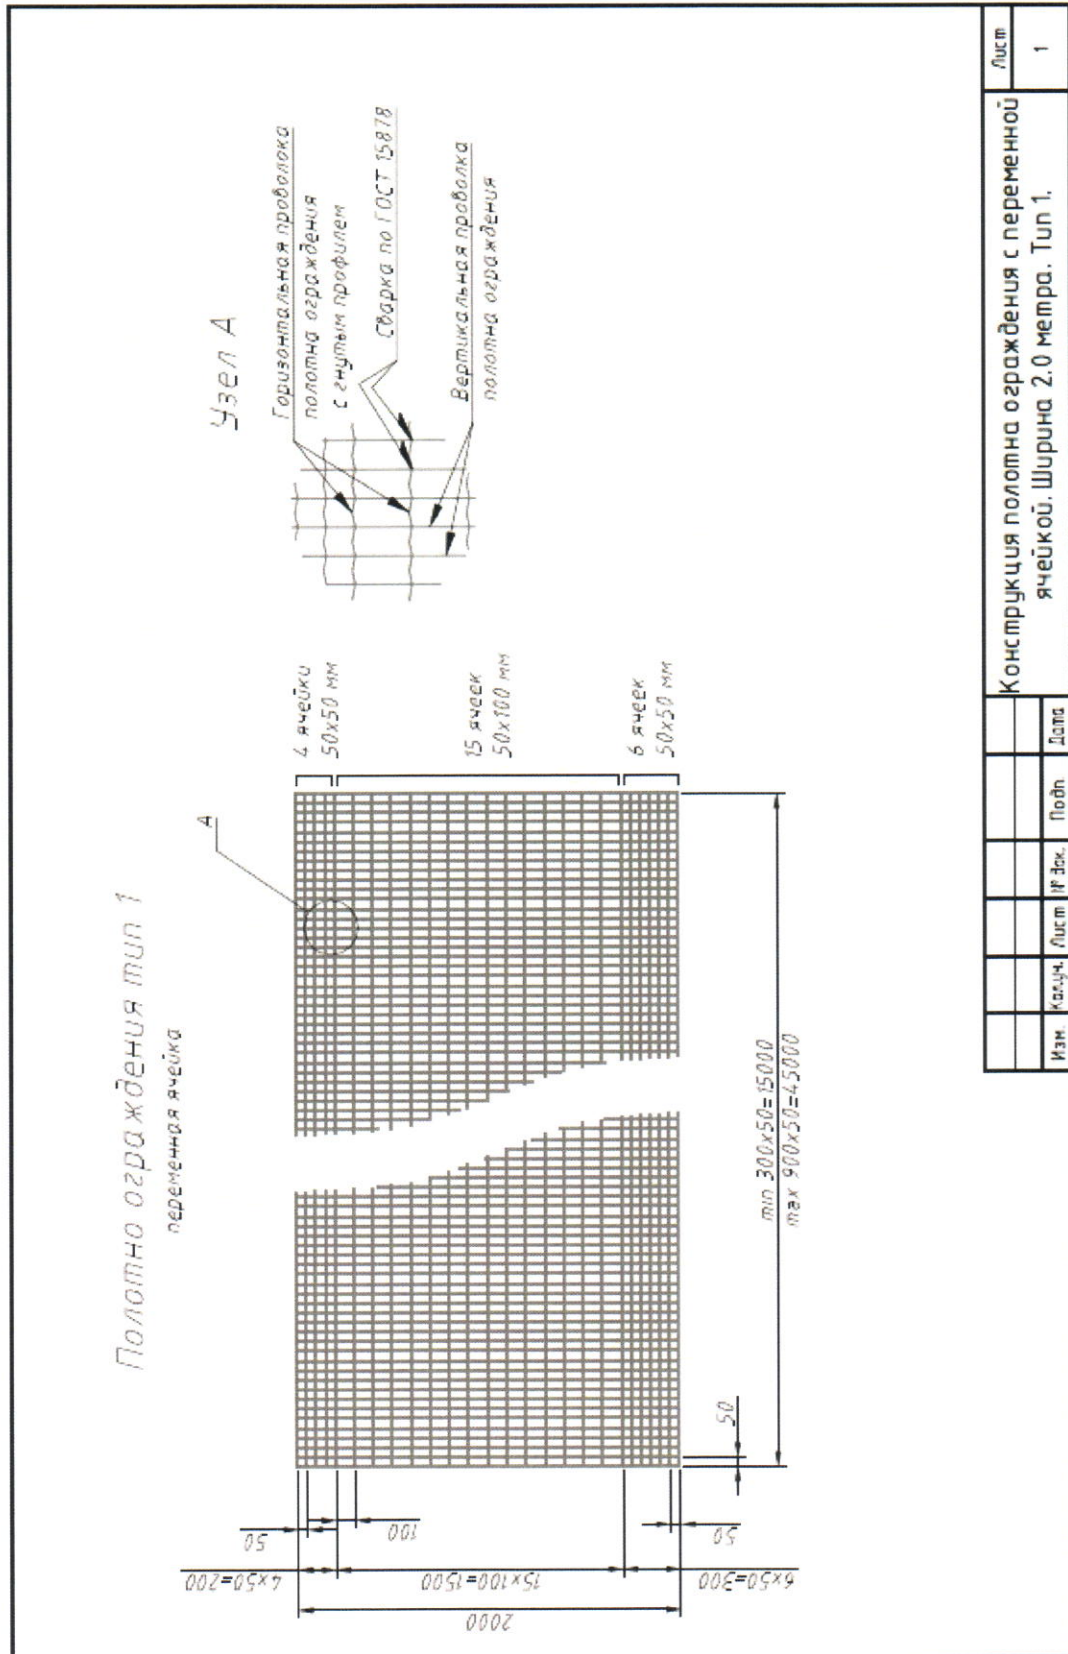 Полотно ограждения тип 1
переменная ячейка
А
4 ячейки
50х50 мм
15 ячеек
50х100 мм
6 ячеек
50х50 мм
50
100
50
4х50=200
15х100=1500
6х50=300
2000
50
min 300х50=15000
max 900х50=45000
Узел А
Горизонтальная проволока
полотна ограждения
с гнутым профилем
Сварка по ГОСТ 15878
Вертикальная проволка
полотна ограждения
Изм.
Кол.уч.
Лист
№ док.
Подп
Дата
Конструкция полотна ограждения с переменной
ячейкой. Ширина 2.0 метра. Тип 1.
Лист
1